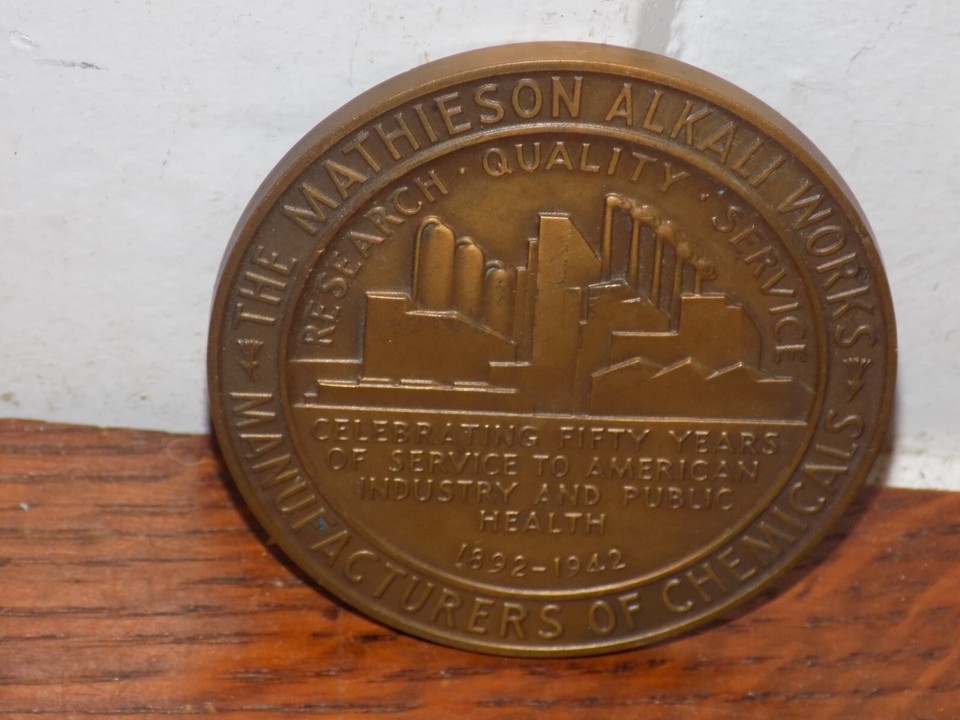 THE MATHIESON ALKALI WORKS
RESEARCH · QUALITY · SERVICE
CELEBRATING FIFTY YEARS
OF SERVICE TO AMERICAN
INDUSTRY AND PUBLIC
HEALTH
1892-1942
MANUFACTURERS OF CHEMICALS